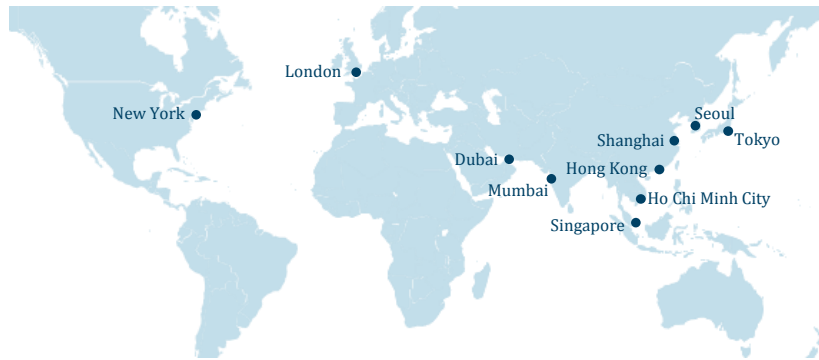 London
New York
Seoul
Shanghai
Tokyo
Dubai
Hong Kong
Mumbai
Ho Chi Minh City
Singapore